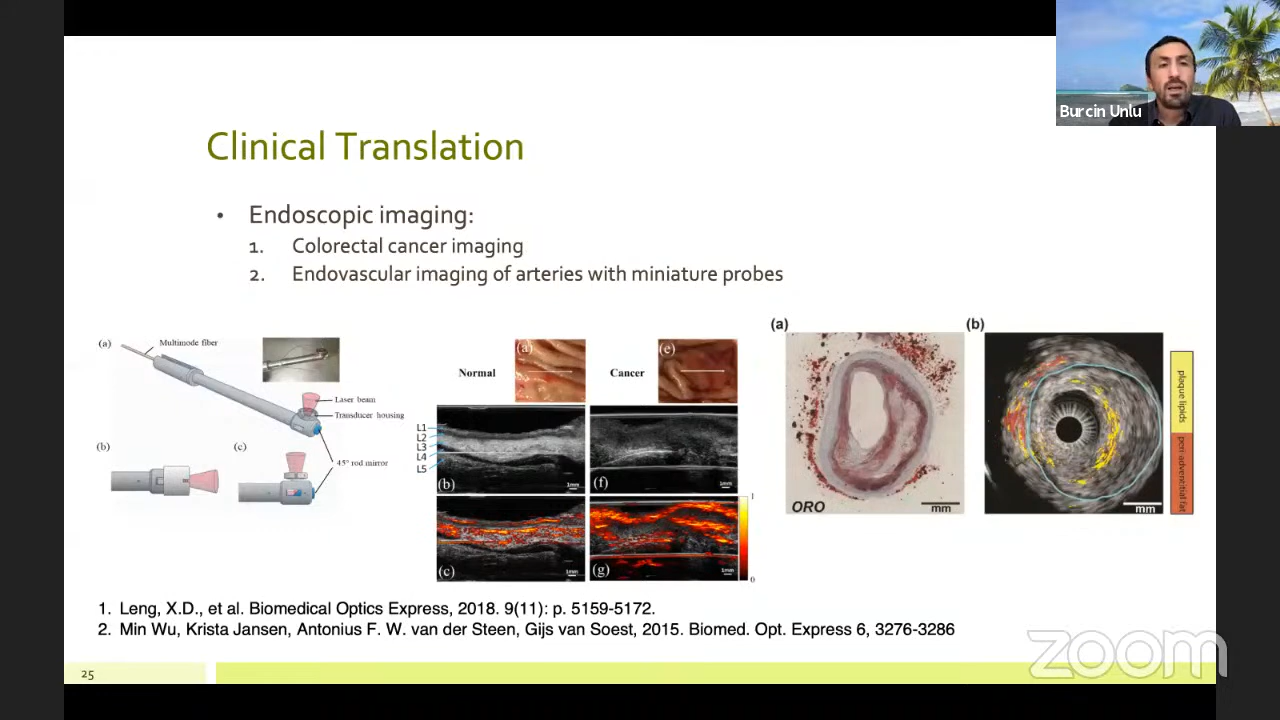 Burcin Unlu
Clinical Translation
• Endoscopic imaging:
1. Colorectal cancer imaging
2. Endovascular imaging of arteries with miniature probes
(a)
Multimode fiber
Laser beam
Transducer housing
45° rod mirror
(b)
(c)
Normal
(a)
Cancer
(e)
L1
L2
L3
L4
L5
(b)
1mm
(f)
1mm
(c)
1mm
(g)
1mm
1
0
(a)
ORO
mm
(b)
mm
plaque lipids
peri-adventitial fat
1. Leng, X.D., et al. Biomedical Optics Express, 2018. 9(11): p. 5159-5172.
2. Min Wu, Krista Jansen, Antonius F. W. van der Steen, Gijs van Soest, 2015. Biomed. Opt. Express 6, 3276-3286
zoom
25